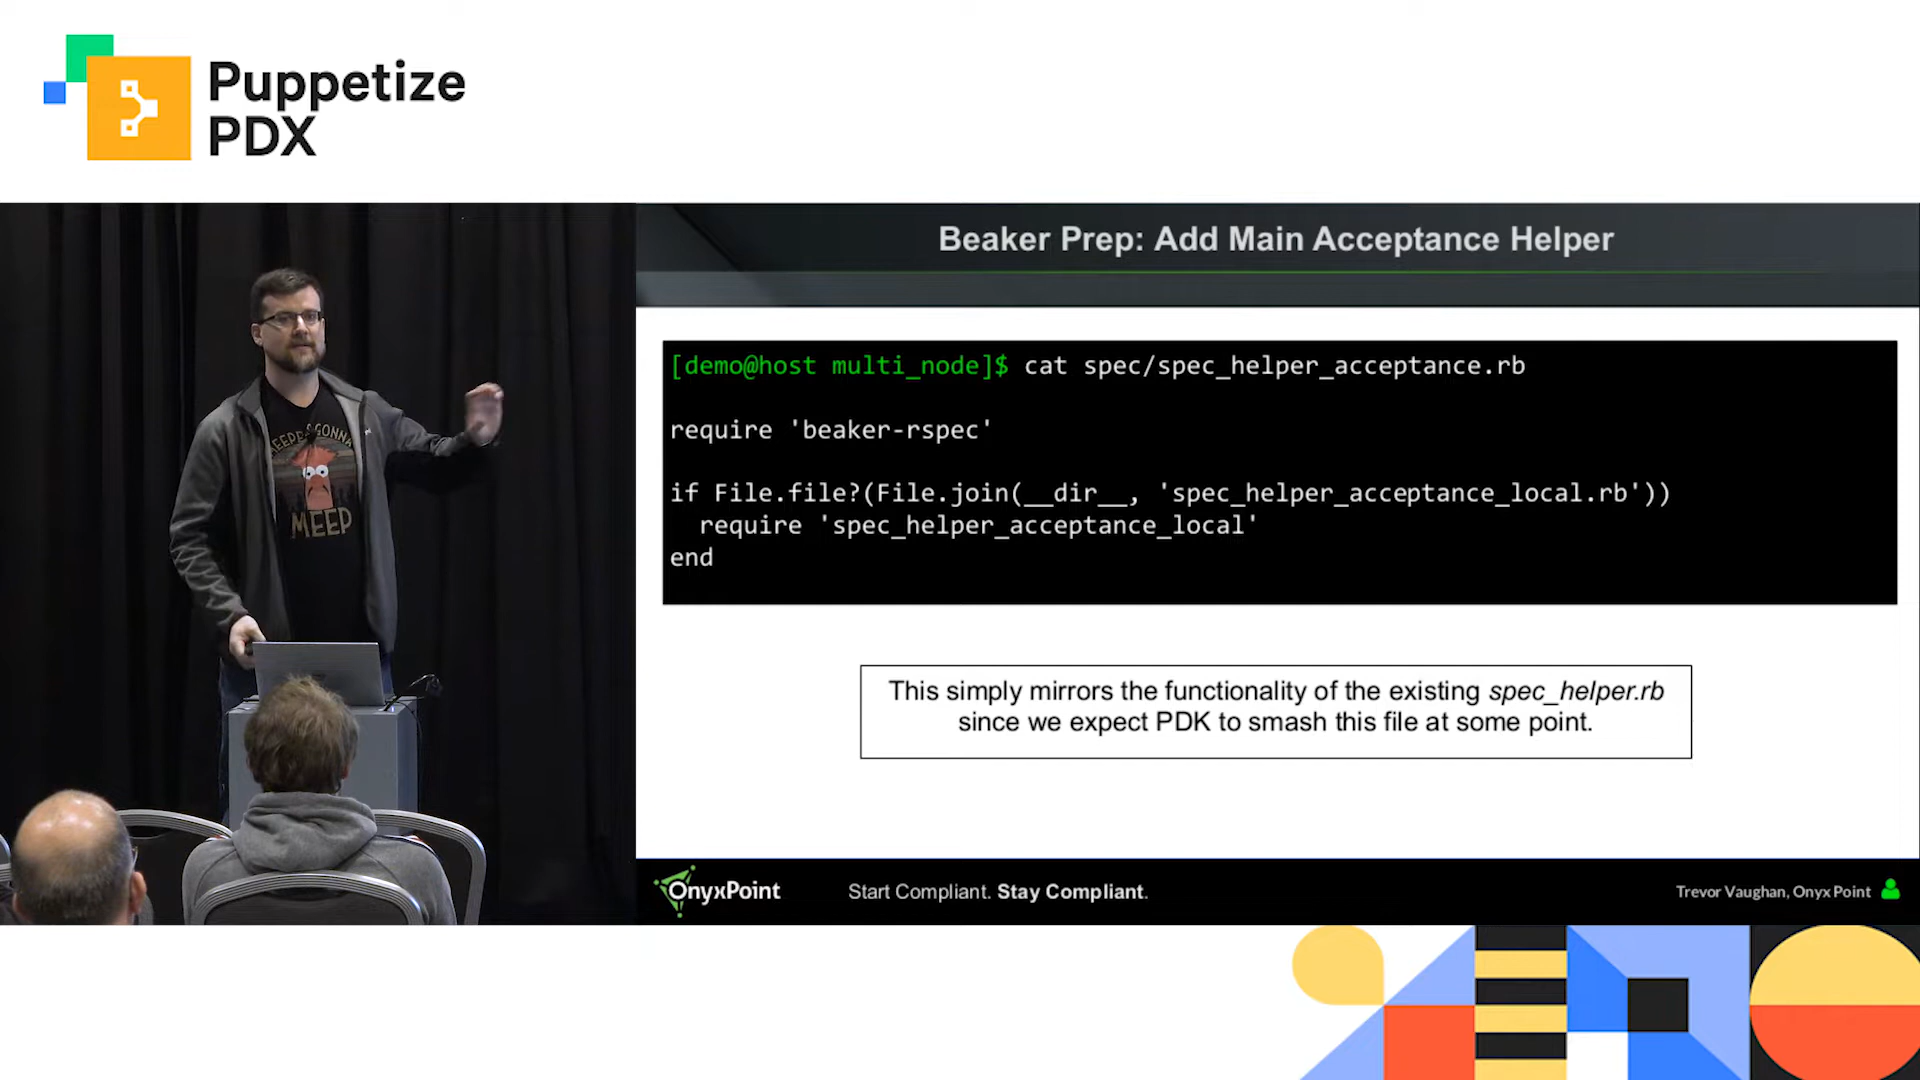 Puppetize
PDX
Beaker Prep: Add Main Acceptance Helper
[demo@host multi_node]$ cat spec/spec_helper_acceptance.rb
require 'beaker-rspec'
if File.file?(File.join(__dir__, 'spec_helper_acceptance_local.rb'))
require 'spec_helper_acceptance_local'
end
This simply mirrors the functionality of the existing spec_helper.rb
since we expect PDK to smash this file at some point.
OnyxPoint
Start Compliant. Stay Compliant.
Trevor Vaughan, Onyx Point
GONNA
MEEP